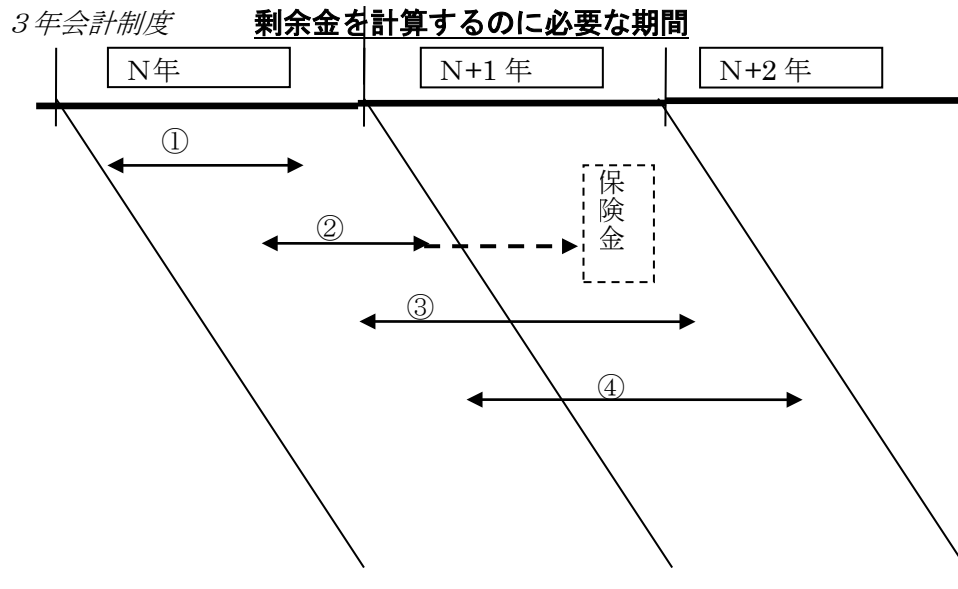 ３年会計制度
剰余金を計算するのに必要な期間
Ｎ年
N+1 年
N+2 年
①
②
保険金
③
④